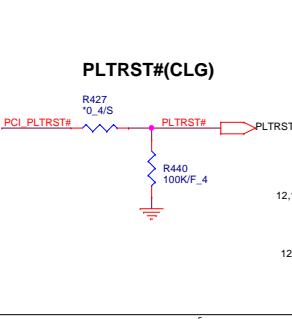 PLTRST#(CLG)
R427
*0_4/S
PCI_PLTRST#
PLTRST#
PLTRST
R440
100K/F_4
12,
12